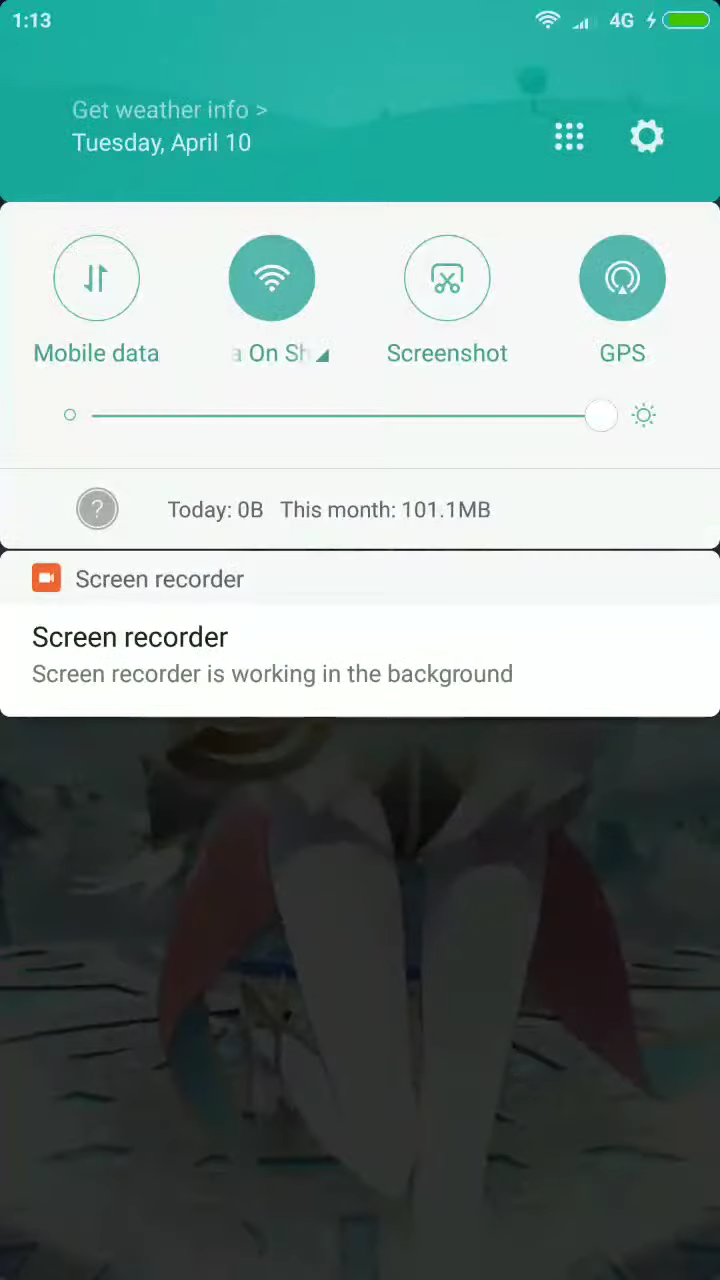 1:13
4G
Get weather info >
Tuesday, April 10
Mobile data
On
Screenshot
GPS
? Today: 0B This month: 101.1MB
Screen recorder
Screen recorder
Screen recorder is working in the background